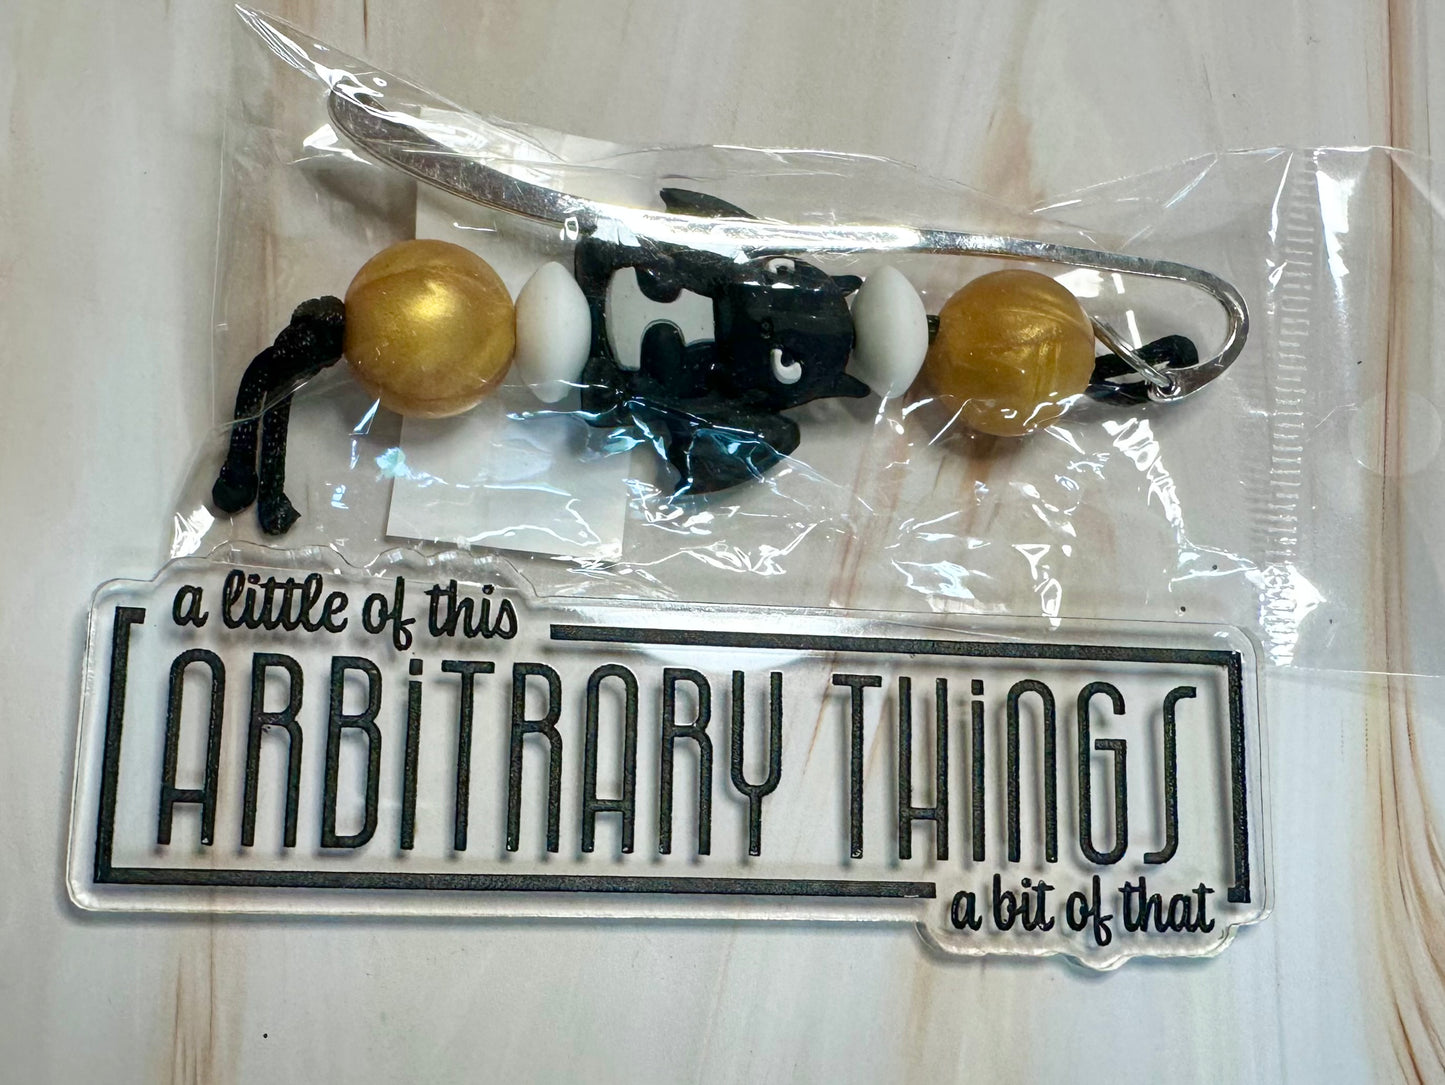 a little of this
ARBiTRARY THiNGS
a bit of that